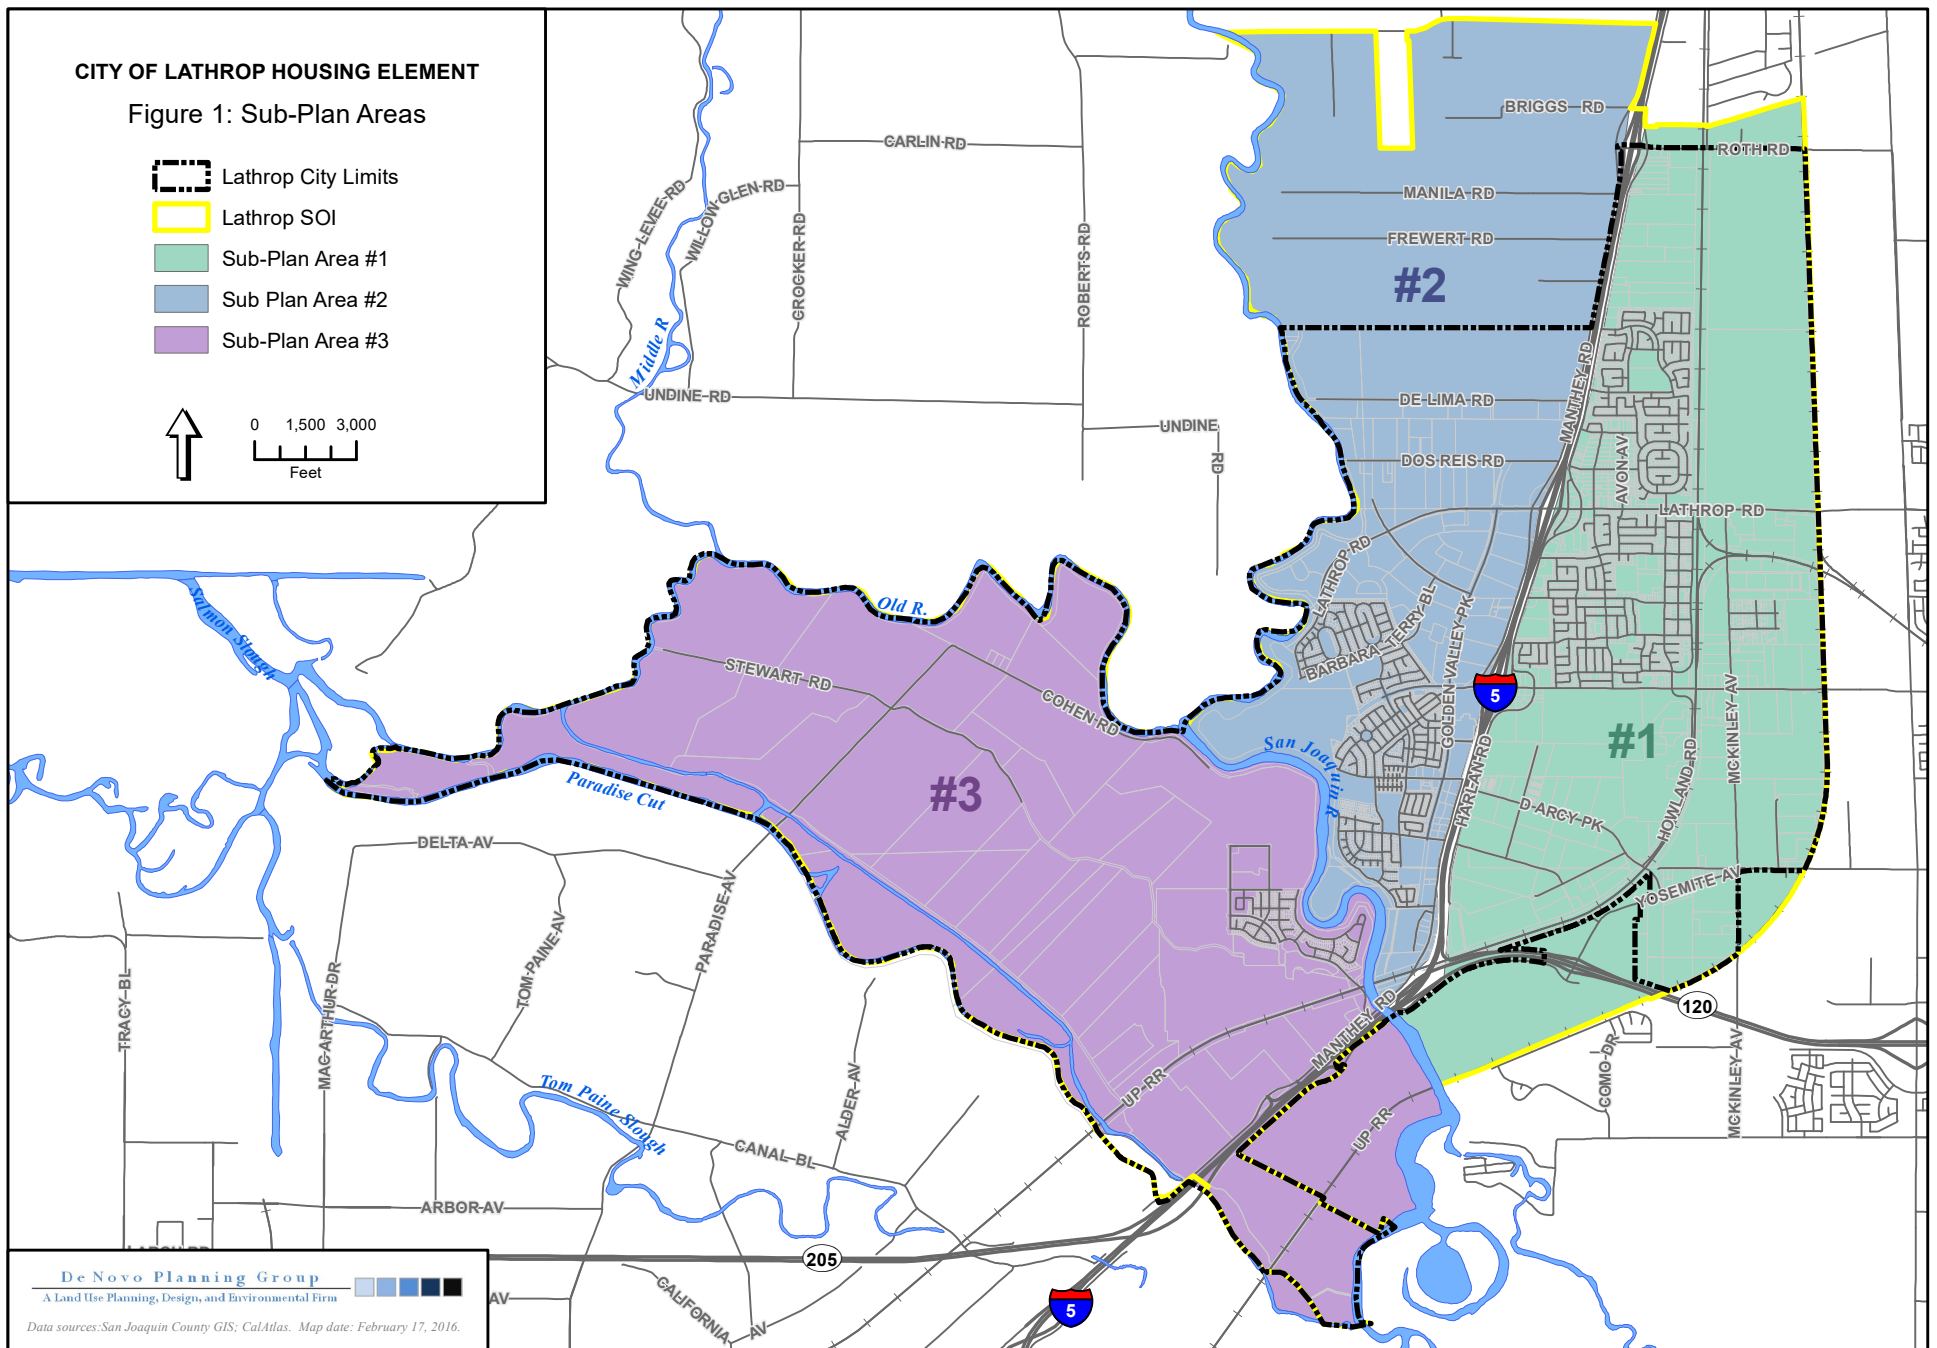 CITY OF LATHROP HOUSING ELEMENT
Figure 1: Sub-Plan Areas
Lathrop City Limits
Lathrop SOI
Sub-Plan Area #1
Sub Plan Area #2
Sub-Plan Area #3
0 1,500 3,000
Feet
BRIGGS RD
ROTH RD
CARLIN RD
WING LEVEE RD
WILLOW GLEN RD
CROCKER RD
ROBERTS RD
MANILA RD
FREWERT RD
#2
Middle R
UNDINE RD
UNDINE
RD
MANTHEY RD
DE LIMA RD
DOS REIS RD
AVON AV
LATHROP RD
LATHROP RD
BARBARA TERRY BL
GOLDEN VALLEY PK
Old R.
Salmon Slough
STEWART RD
COHEN RD
5
#1
San Joaquin R
HARLAN RD
HOWLAND RD
MCKINLEY AV
D ARCY PK
YOSEMITE AV
#3
Paradise Cut
DELTA AV
PARADISE AV
TOM PAINE AV
TRACY BL
MAC ARTHUR DR
120
MANTHEY RD
UP RR
UP RR
COMO DR
MCKINLEY AV
ALDER AV
Tom Paine Slough
CANAL BL
ARBOR AV
205
5
CALIFORNIA
AV
AV
De Novo Planning Group
A Land Use Planning, Design, and Environmental Firm
Data sources:San Joaquin County GIS; CalAtlas. Map date: February 17, 2016.